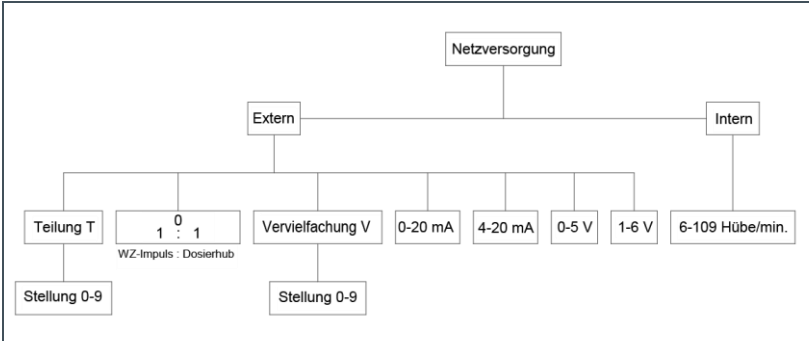 Netzversorgung
Extern
Intern
Teilung T
0
1 : 1
WZ-Impuls : Dosierhub
Vervielfachung V
0-20 mA
4-20 mA
0-5 V
1-6 V
6-109 Hübe/min.
Stellung 0-9
Stellung 0-9